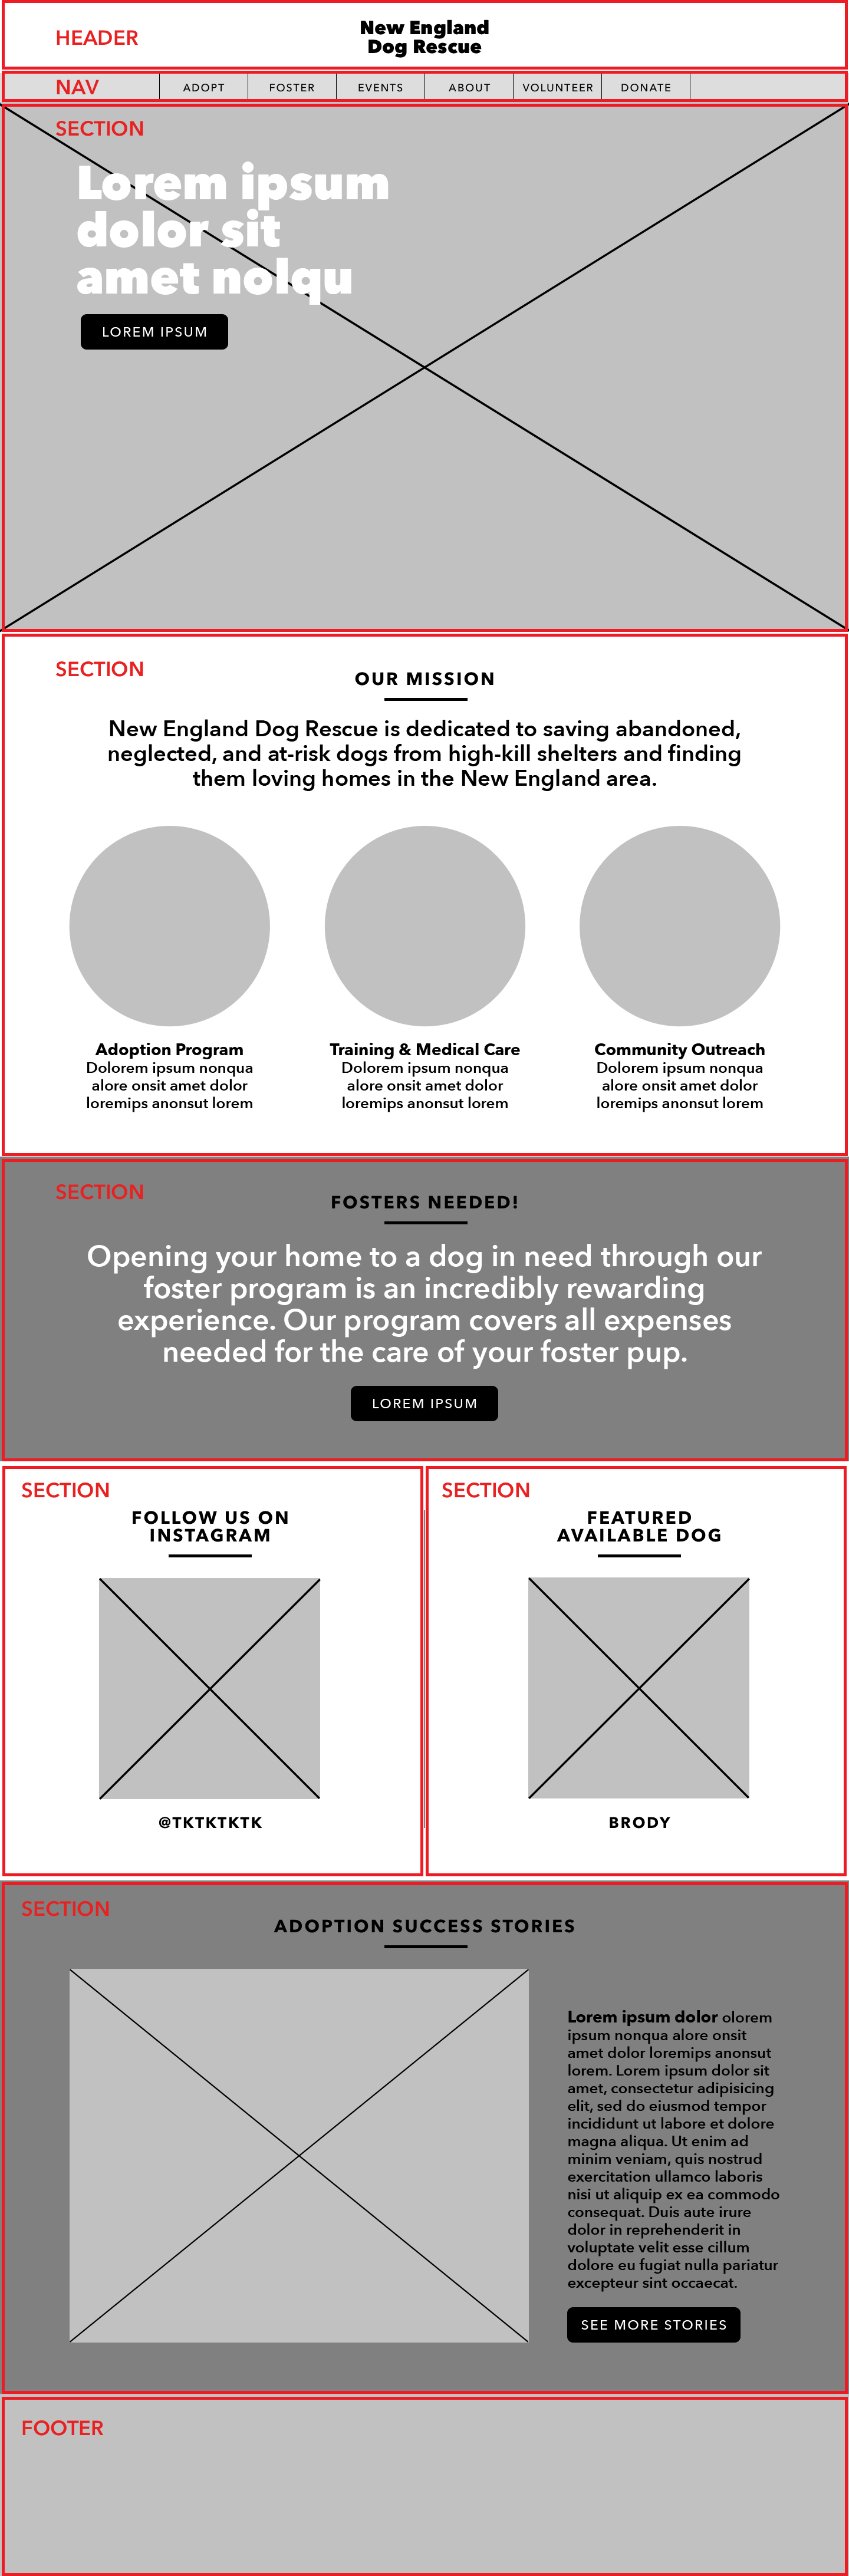 HEADER
New England
Dog Rescue
NAV
ADOPT
FOSTER
EVENTS
ABOUT
VOLUNTEER
DONATE
SECTION
Lorem ipsum
dolor sit
amet nolqu
LOREM IPSUM
SECTION
OUR MISSION
New England Dog Rescue is dedicated to saving abandoned,
neglected, and at-risk dogs from high-kill shelters and finding
them loving homes in the New England area.
Adoption Program
Dolorem ipsum nonqua
alore onsit amet dolor
loremips anonsut lorem
Training & Medical Care
Dolorem ipsum nonqua
alore onsit amet dolor
loremips anonsut lorem
Community Outreach
Dolorem ipsum nonqua
alore onsit amet dolor
loremips anonsut lorem
SECTION
FOSTERS NEEDED!
Opening your home to a dog in need through our
foster program is an incredibly rewarding
experience. Our program covers all expenses
needed for the care of your foster pup.
LOREM IPSUM
SECTION
FOLLOW US ON
INSTAGRAM
@TKTKTKTK
SECTION
FEATURED
AVAILABLE DOG
BRODY
SECTION
ADOPTION SUCCESS STORIES
Lorem ipsum dolor olorem
ipsum nonqua alore onsit
amet dolor loremips anonsut
lorem. Lorem ipsum dolor sit
amet, consectetur adipisicing
elit, sed do eiusmod tempor
incididunt ut labore et dolore
magna aliqua. Ut enim ad
minim veniam, quis nostrud
exercitation ullamco laboris
nisi ut aliquip ex ea commodo
consequat. Duis aute irure
dolor in reprehenderit in
voluptate velit esse cillum
dolore eu fugiat nulla pariatur
excepteur sint occaecat.
SEE MORE STORIES
FOOTER